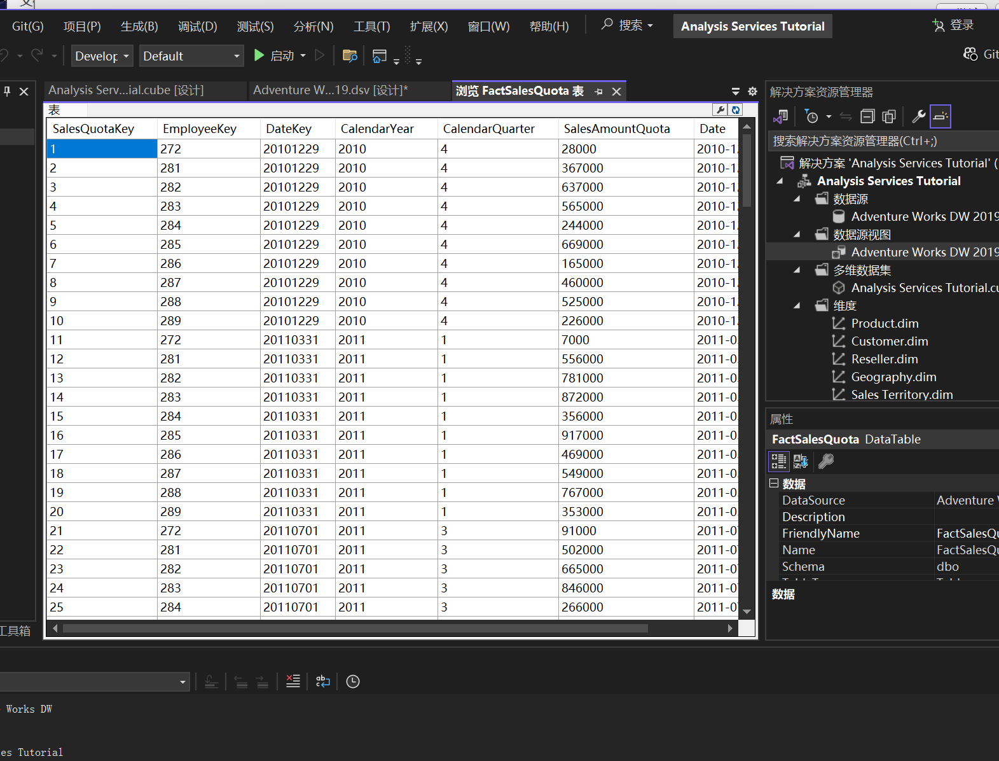 Git(G) 项目(P) 生成(B) 调试(D) 测试(S) 分析(N) 工具(T) 扩展(X) 窗口(W) 帮助(H) 搜索 Analysis Services Tutorial 登录
Develop Default 启动 Git
Analysis Serv...ial.cube [设计] Adventure W...19.dsv [设计]* 浏览 FactSalesQuota 表
表
SalesQuotaKey EmployeeKey DateKey CalendarYear CalendarQuarter SalesAmountQuota Date
1 272 20101229 2010 4 28000 2010-1
2 281 20101229 2010 4 367000 2010-1
3 282 20101229 2010 4 637000 2010-1
4 283 20101229 2010 4 565000 2010-1
5 284 20101229 2010 4 244000 2010-1
6 285 20101229 2010 4 669000 2010-1
7 286 20101229 2010 4 165000 2010-1
8 287 20101229 2010 4 460000 2010-1
9 288 20101229 2010 4 525000 2010-1
10 289 20101229 2010 4 226000 2010-1
11 272 20110331 2011 1 7000 2011-0
12 281 20110331 2011 1 556000 2011-0
13 282 20110331 2011 1 781000 2011-0
14 283 20110331 2011 1 872000 2011-0
15 284 20110331 2011 1 356000 2011-0
16 285 20110331 2011 1 917000 2011-0
17 286 20110331 2011 1 469000 2011-0
18 287 20110331 2011 1 549000 2011-0
19 288 20110331 2011 1 767000 2011-0
20 289 20110331 2011 1 353000 2011-0
21 272 20110701 2011 3 91000 2011-0
22 281 20110701 2011 3 502000 2011-0
23 282 20110701 2011 3 665000 2011-0
24 283 20110701 2011 3 846000 2011-0
25 284 20110701 2011 3 266000 2011-0
解决方案资源管理器
搜索解决方案资源管理器(Ctrl+;)
解决方案 'Analysis Services Tutorial' (
Analysis Services Tutorial
数据源
Adventure Works DW 2019
数据源视图
Adventure Works DW 2019
多维数据集
Analysis Services Tutorial.cu
维度
Product.dim
Customer.dim
Reseller.dim
Geography.dim
Sales Territory.dim
属性
FactSalesQuota DataTable
数据
DataSource Adventure W
Description
FriendlyName FactSalesQu
Name FactSalesQu
Schema dbo
数据
工具箱
Works DW
es Tutorial